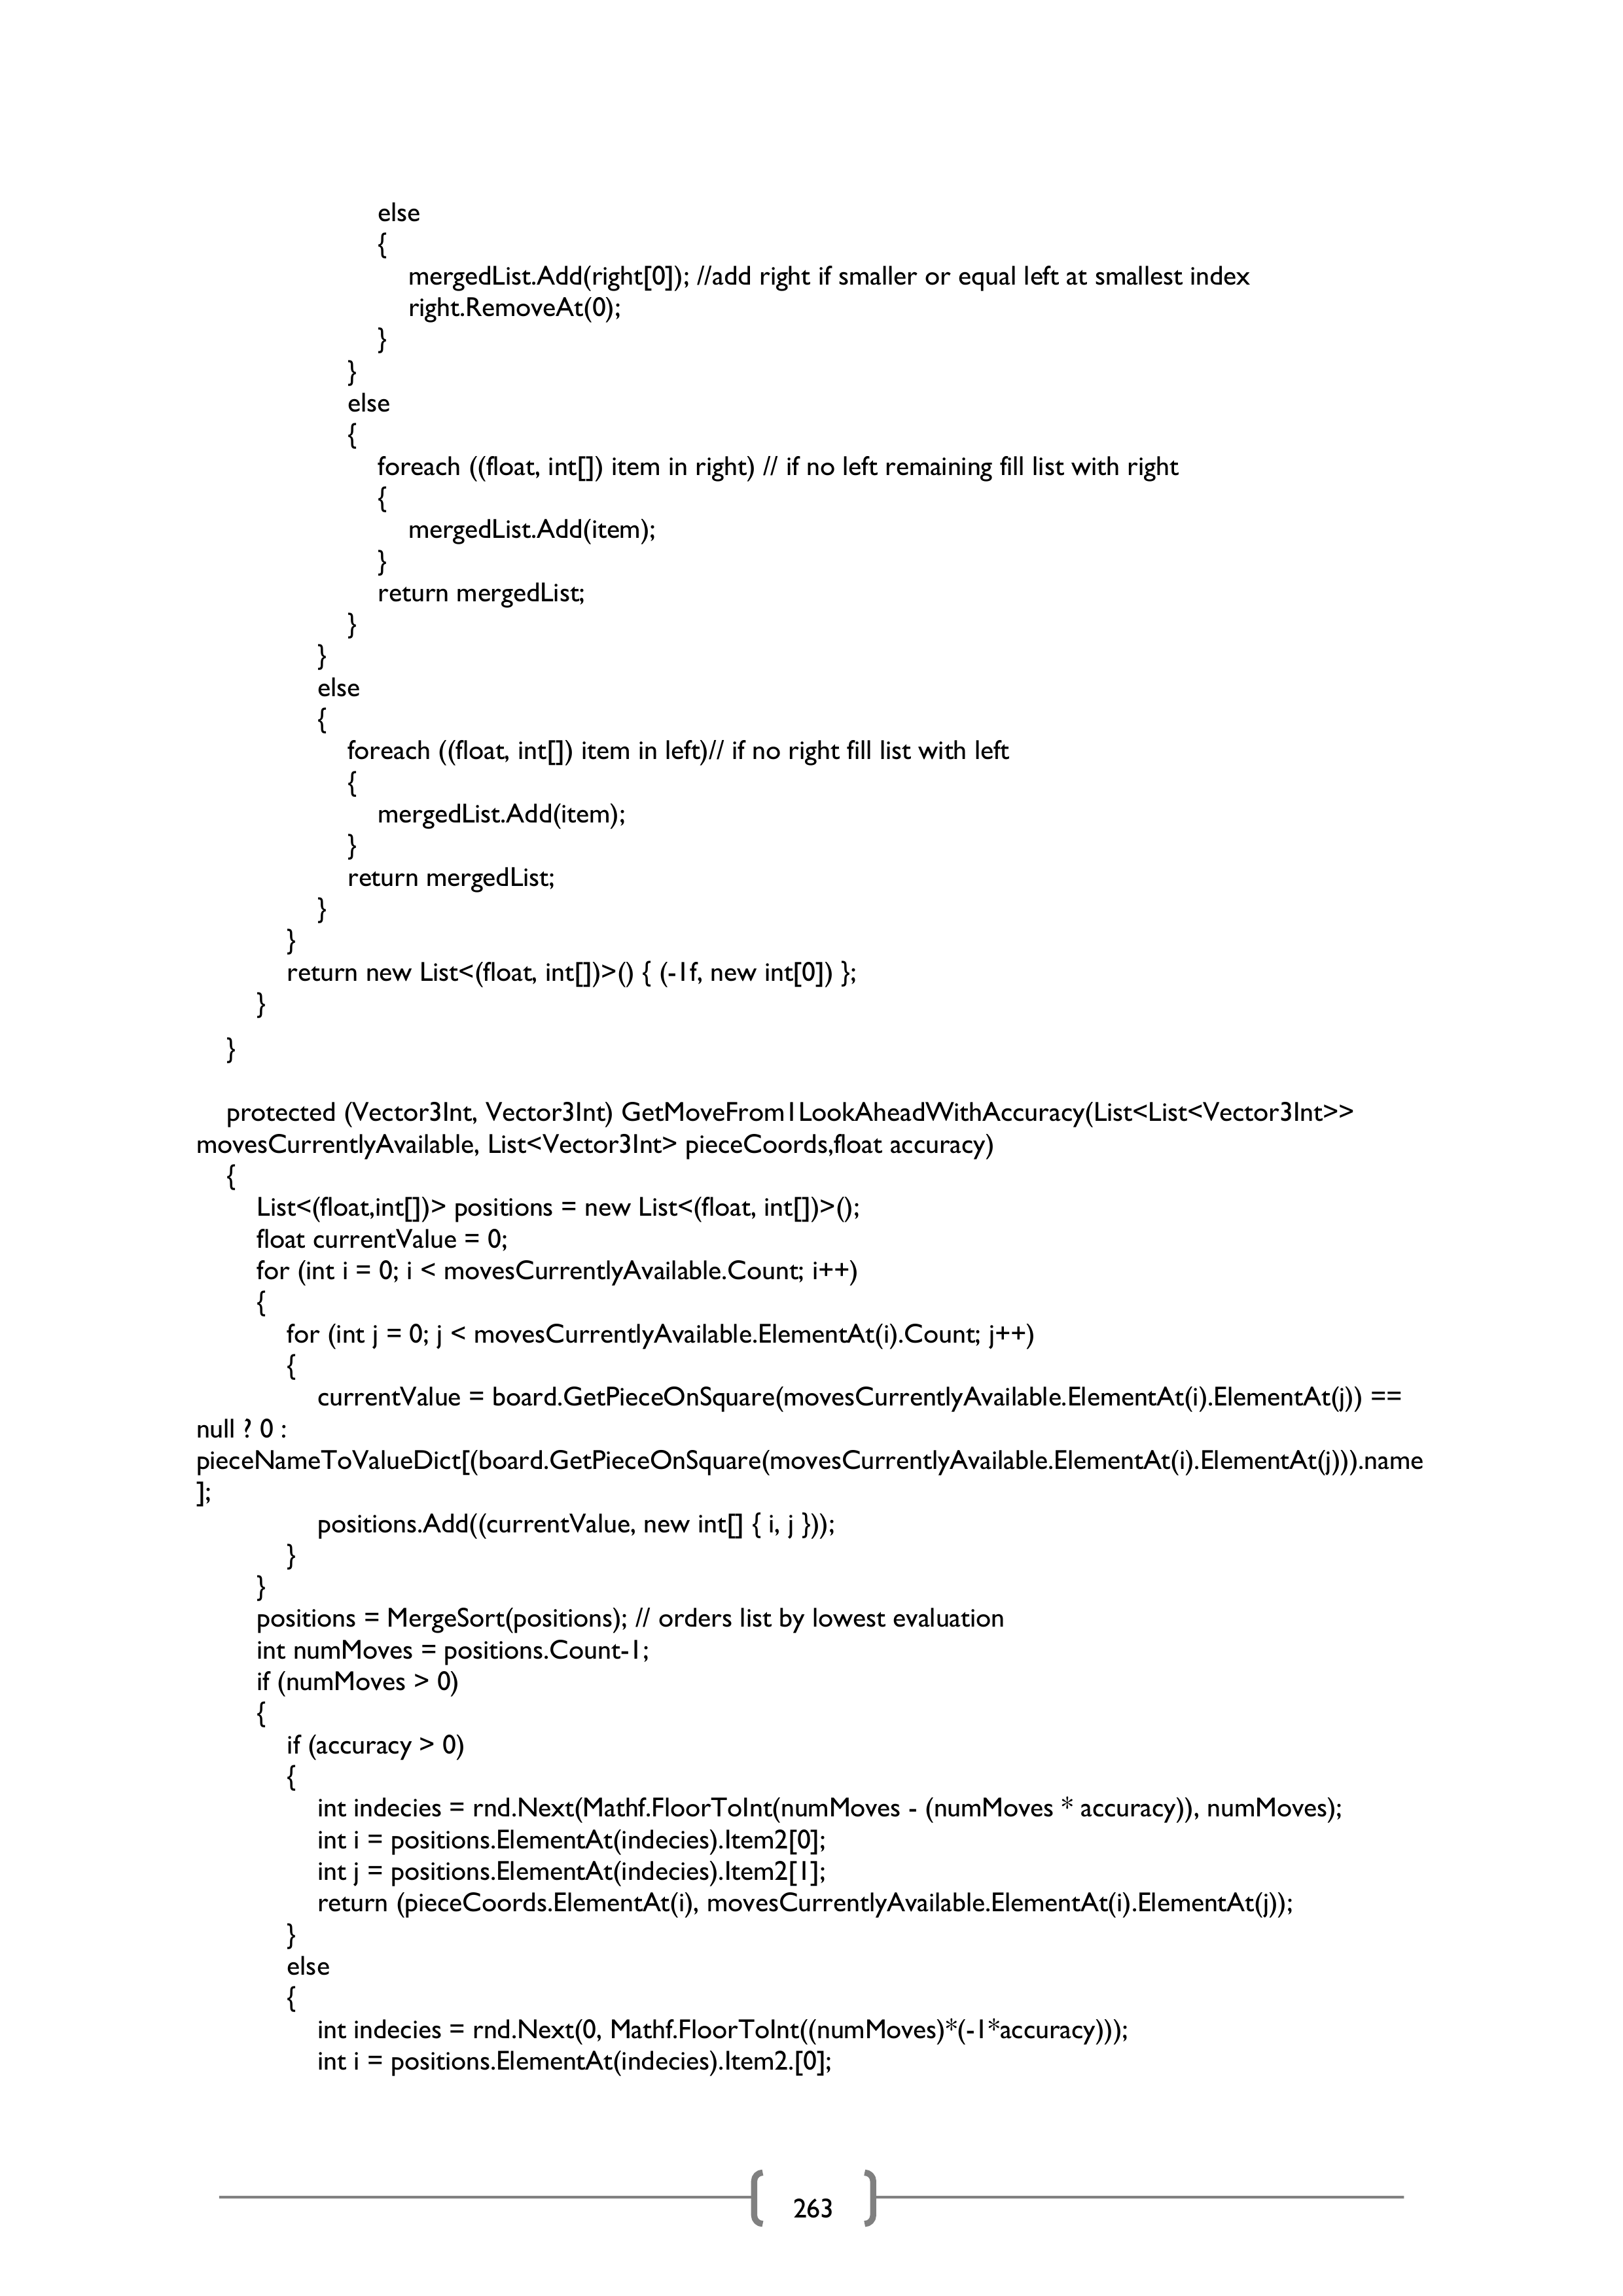 else
{
mergedList.Add(right[0]); //add right if smaller or equal left at smallest index
right.RemoveAt(0);
}
}
else
{
foreach ((float, int[]) item in right) // if no left remaining fill list with right
{
mergedList.Add(item);
}
return mergedList;
}
}
else
{
foreach ((float, int[]) item in left)// if no right fill list with left
{
mergedList.Add(item);
}
return mergedList;
}
}
return new List<(float, int[])>() { (-1f, new int[0]) };
}
}
protected (Vector3Int, Vector3Int) GetMoveFrom1LookAheadWithAccuracy(List<List<Vector3Int>>
movesCurrentlyAvailable, List<Vector3Int> pieceCoords,float accuracy)
{
List<(float,int[])> positions = new List<(float, int[])>();
float currentValue = 0;
for (int i = 0; i < movesCurrentlyAvailable.Count; i++)
{
for (int j = 0; j < movesCurrentlyAvailable.ElementAt(i).Count; j++)
{
currentValue = board.GetPieceOnSquare(movesCurrentlyAvailable.ElementAt(i).ElementAt(j)) ==
null ? 0 :
pieceNameToValueDict[(board.GetPieceOnSquare(movesCurrentlyAvailable.ElementAt(i).ElementAt(j))).name
];
positions.Add((currentValue, new int[] { i, j }));
}
}
positions = MergeSort(positions); // orders list by lowest evaluation
int numMoves = positions.Count-1;
if (numMoves > 0)
{
if (accuracy > 0)
{
int indecies = rnd.Next(Mathf.FloorToInt(numMoves - (numMoves * accuracy)), numMoves);
int i = positions.ElementAt(indecies).Item2[0];
int j = positions.ElementAt(indecies).Item2[1];
return (pieceCoords.ElementAt(i), movesCurrentlyAvailable.ElementAt(i).ElementAt(j));
}
else
{
int indecies = rnd.Next(0, Mathf.FloorToInt((numMoves)*(-1*accuracy)));
int i = positions.ElementAt(indecies).Item2.[0];
263